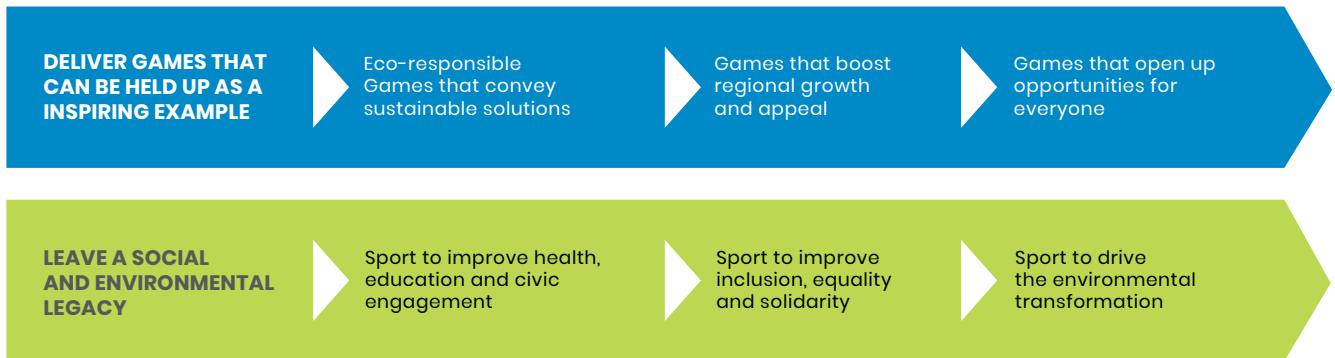 DELIVER GAMES THAT
CAN BE HELD UP AS A
INSPIRING EXAMPLE
Eco-responsible
Games that convey
sustainable solutions
Games that boost
regional growth
and appeal
Games that open up
opportunities for
everyone
LEAVE A SOCIAL
AND ENVIRONMENTAL
LEGACY
Sport to improve health,
education and civic
engagement
Sport to improve
inclusion, equality
and solidarity
Sport to drive
the environmental
transformation